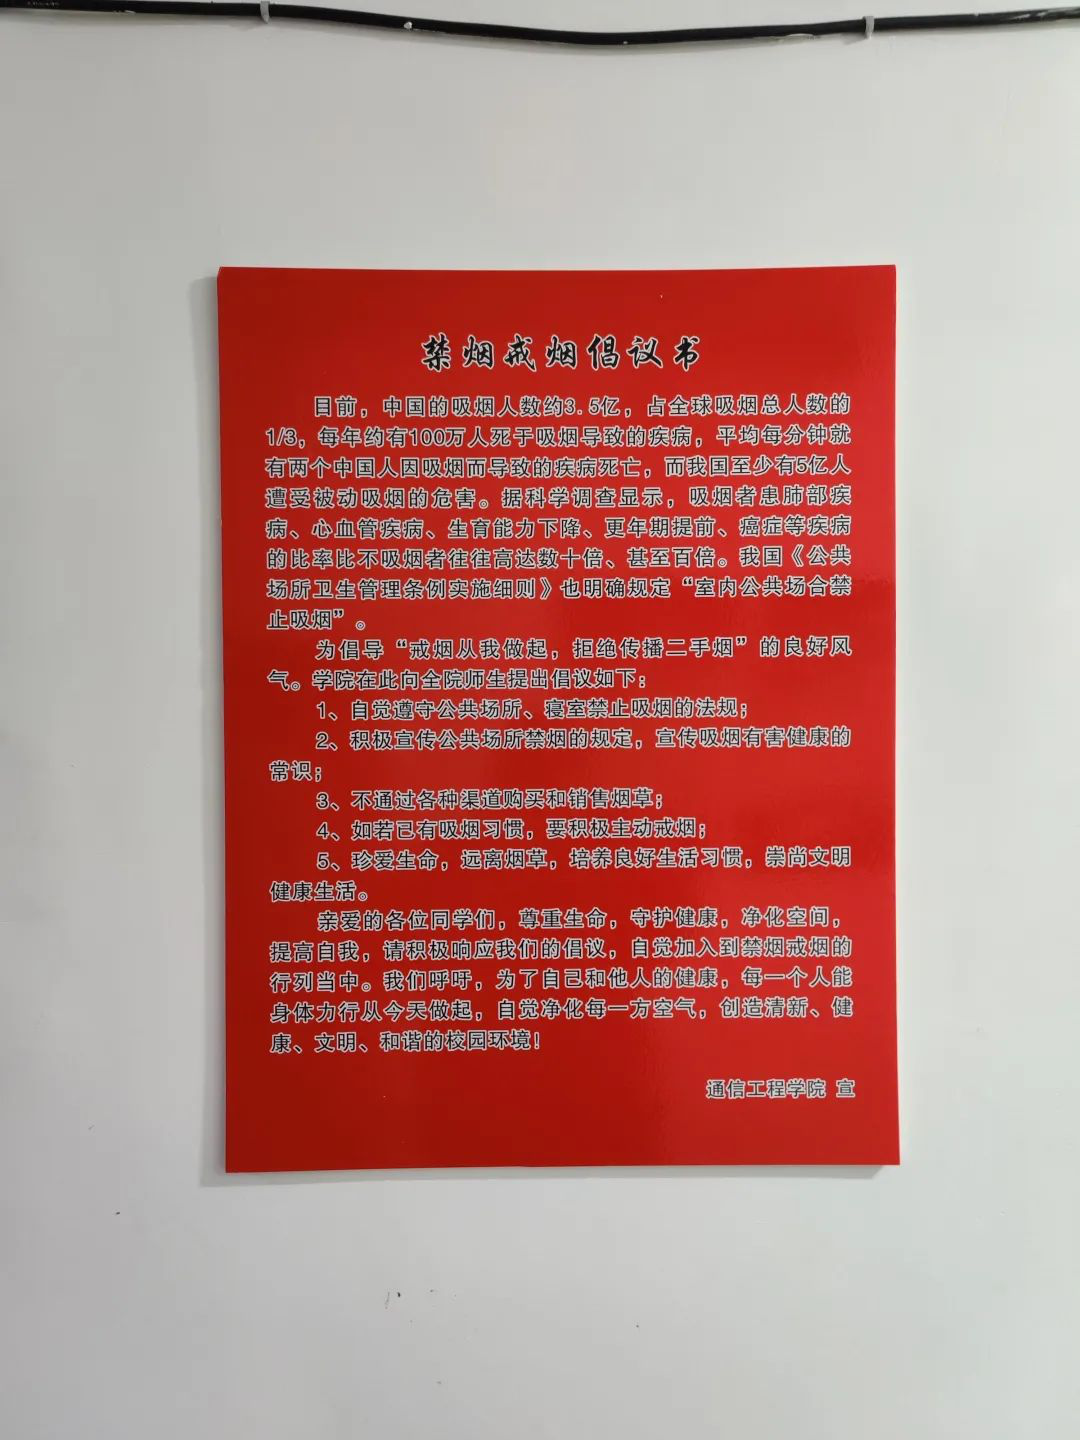 禁烟戒烟倡议书
目前，中国的吸烟人数约3.5亿，占全球吸烟总人数的
1/3，每年约有100万人死于吸烟导致的疾病，平均每分钟就
有两个中国人因吸烟而导致的疾病死亡，而我国至少有5亿人
遭受被动吸烟的危害。据科学调查显示，吸烟者患肺部疾
病、心血管疾病、生育能力下降、更年期提前、癌症等疾病
的比率比不吸烟者往往高达数十倍、甚至百倍。我国《公共
场所卫生管理条例实施细则》也明确规定“室内公共场合禁
止吸烟”。
为倡导“戒烟从我做起，拒绝传播二手烟”的良好风
气。学院在此向全院师生提出倡议如下：
1、自觉遵守公共场所、寝室禁止吸烟的法规；
2、积极宣传公共场所禁烟的规定，宣传吸烟有害健康的
常识；
3、不通过各种渠道购买和销售烟草；
4、如若已有吸烟习惯，要积极主动戒烟；
5、珍爱生命，远离烟草，培养良好生活习惯，崇尚文明
健康生活。
亲爱的各位同学们，尊重生命，守护健康，净化空间，
提高自我，请积极响应我们的倡议，自觉加入到禁烟戒烟的
行列当中。我们呼吁，为了自己和他人的健康，每一个人能
身体力行从今天做起，自觉净化每一方空气，创造清新、健
康、文明、和谐的校园环境！
通信工程学院 宣